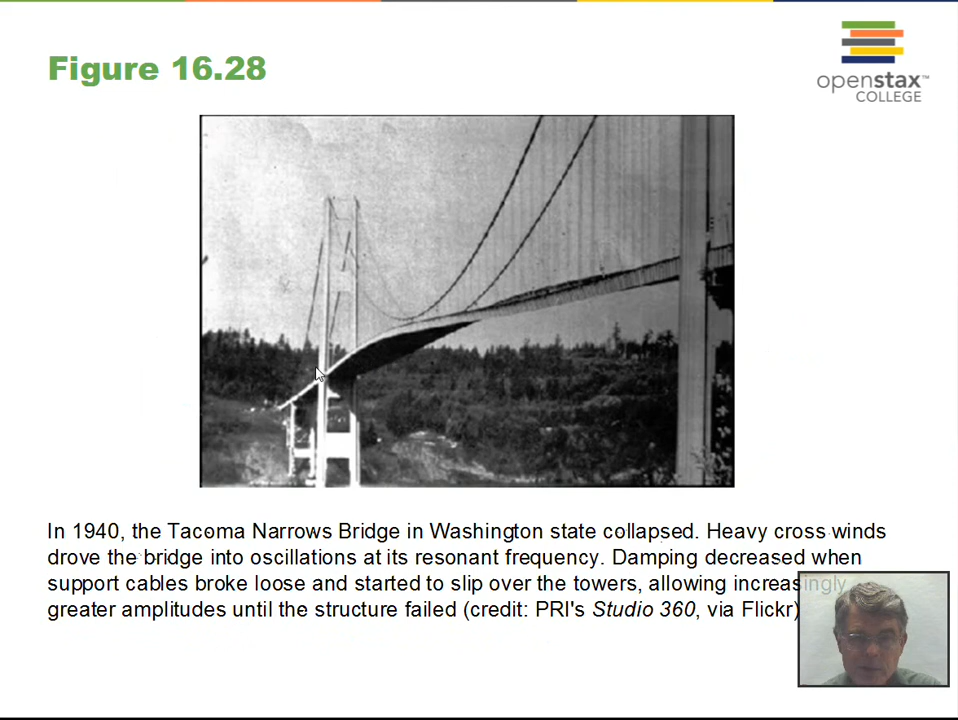 Figure 16.28
openstax™
COLLEGE
In 1940, the Tacoma Narrows Bridge in Washington state collapsed. Heavy cross winds
drove the bridge into oscillations at its resonant frequency. Damping decreased when
support cables broke loose and started to slip over the towers, allowing increasingly
greater amplitudes until the structure failed (credit: PRI's Studio 360, via Flickr)